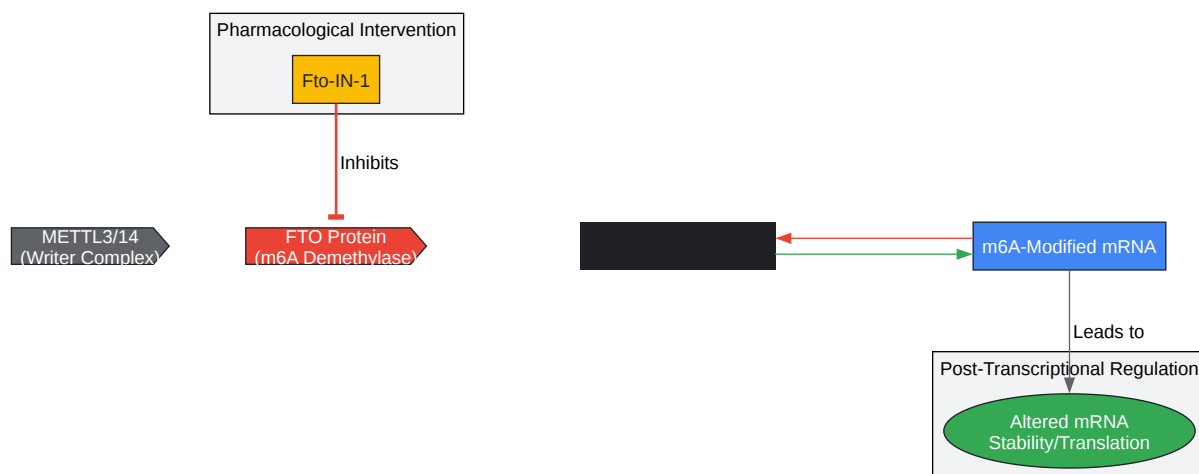 Pharmacological Intervention
Fto-IN-1
Inhibits
METTL3/14
(Writer Complex)
FTO Protein
(m6A Demethylase)
m6A-Modified mRNA
Leads to
Post-Transcriptional Regulation
Altered mRNA
Stability/Translation